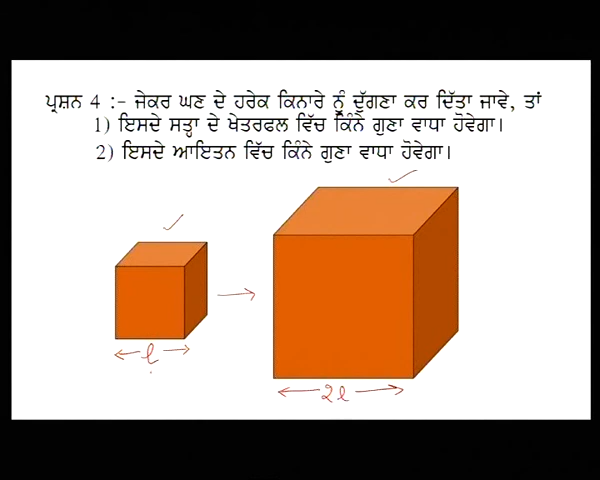 ਪ੍ਰਸ਼ਨ 4 :- ਜੇਕਰ ਘਣ ਦੇ ਹਰੇਕ ਕਿਨਾਰੇ ਨੂੰ ਦੁੱਗਣਾ ਕਰ ਦਿੱਤਾ ਜਾਵੇ, ਤਾਂ
1) ਇਸਦੇ ਸਤ੍ਹਾ ਦੇ ਖੇਤਰਫਲ ਵਿੱਚ ਕਿੰਨੇ ਗੁਣਾ ਵਾਧਾ ਹੋਵੇਗਾ।
2) ਇਸਦੇ ਆਇਤਨ ਵਿੱਚ ਕਿੰਨੇ ਗੁਣਾ ਵਾਧਾ ਹੋਵੇਗਾ।
l
2l